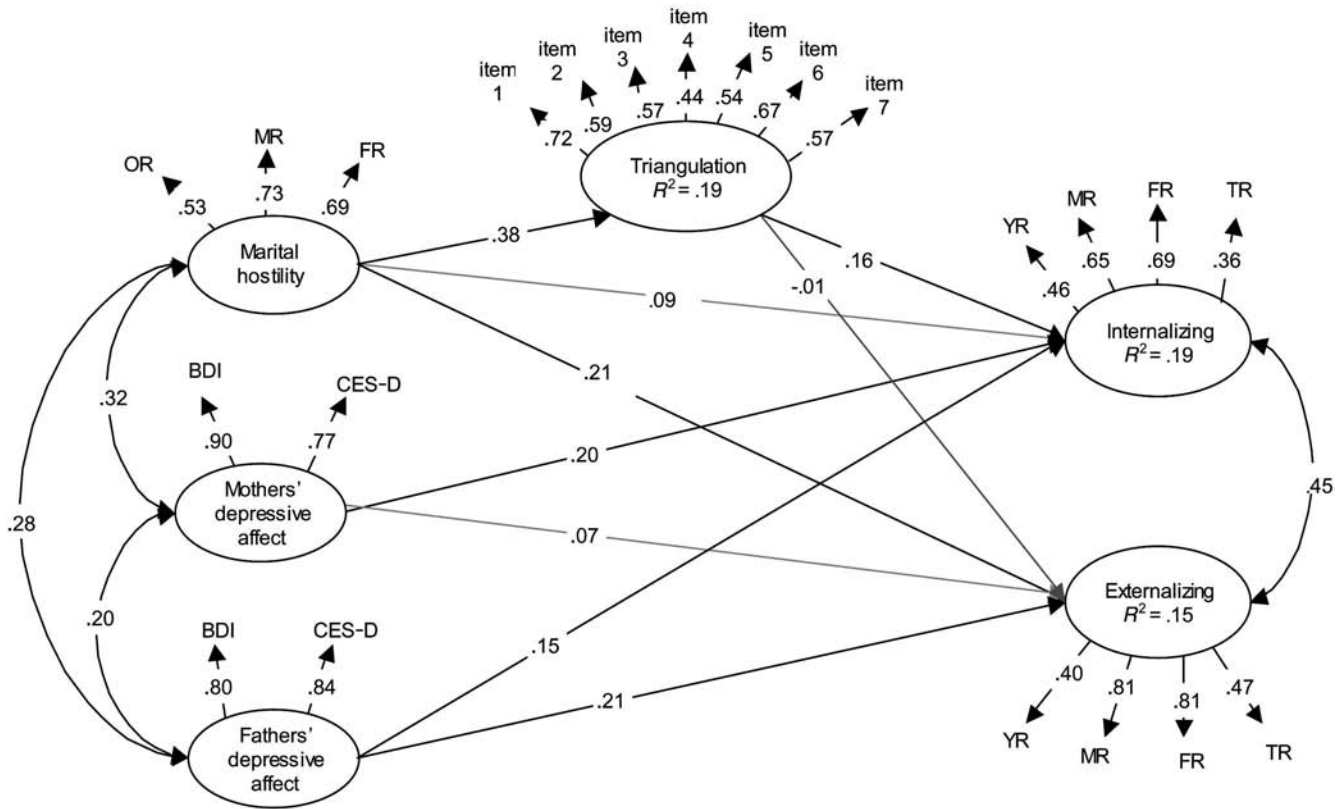 item
1
item
2
item
3
item
4
item
5
item
6
item
7
.72
.59
.57
.44
.54
.67
.57
Triangulation
R² = .19
OR
MR
FR
.53
.73
.69
Marital
hostility
.38
.09
.21
.16
-.01
YR
MR
FR
TR
.46
.65
.69
.36
Internalizing
R² = .19
BDI
CES-D
.90
.77
Mothers'
depressive
affect
.32
.28
.20
.20
.07
.45
BDI
CES-D
.80
.84
Fathers'
depressive
affect
.15
.21
Externalizing
R² = .15
.40
.81
.81
.47
YR
MR
FR
TR